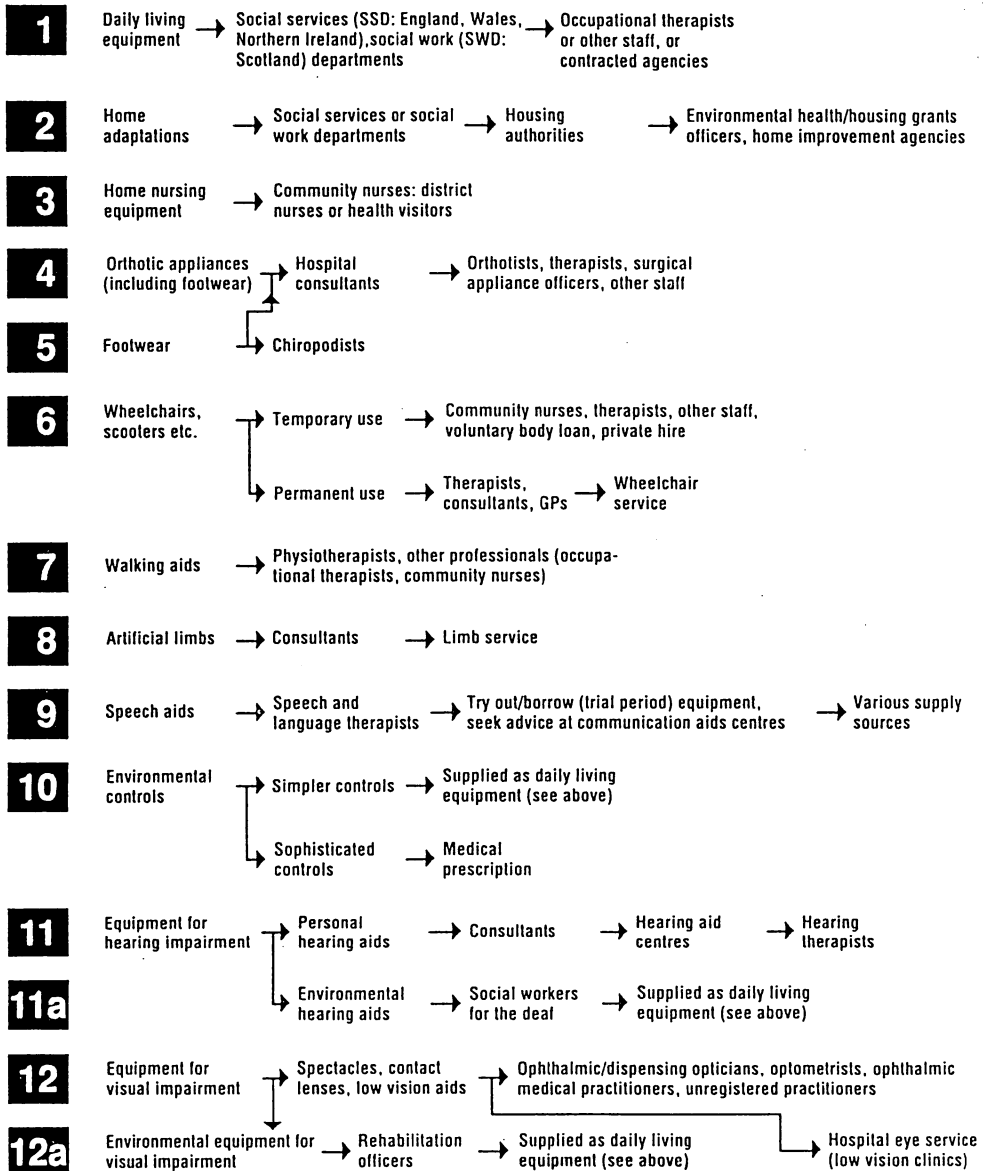 1
Daily living
equipment
Social services (SSD: England, Wales,
Northern Ireland),social work (SWD:
Scotland) departments
Occupational therapists
or other staff, or
contracted agencies
2
Home
adaptations
Social services or social
work departments
Housing
authorities
Environmental health/housing grants
officers, home improvement agencies
3
Home nursing
equipment
Community nurses: district
nurses or health visitors
4
Orthotic appliances
(including footwear)
Hospital
consultants
Orthotists, therapists, surgical
appliance officers, other staff
5
Footwear
Chiropodists
6
Wheelchairs,
scooters etc.
Temporary use
Community nurses, therapists, other staff,
voluntary body loan, private hire
Permanent use
Therapists,
consultants, GPs
Wheelchair
service
7
Walking aids
Physiotherapists, other professionals (occupa-
tional therapists, community nurses)
8
Artificial limbs
Consultants
Limb service
9
Speech aids
Speech and
language therapists
Try out/borrow (trial period) equipment,
seek advice at communication aids centres
Various supply
sources
10
Environmental
controls
Simpler controls
Supplied as daily living
equipment (see above)
Sophisticated
controls
Medical
prescription
11
Equipment for
hearing impairment
Personal
hearing aids
Consultants
Hearing aid
centres
Hearing
therapists
11a
Environmental
hearing aids
Social workers
for the deaf
Supplied as daily living
equipment (see above)
12
Equipment for
visual impairment
Spectacles, contact
lenses, low vision aids
Ophthalmic/dispensing opticians, optometrists, ophthalmic
medical practitioners, unregistered practitioners
12a
Environmental equipment for
visual impairment
Rehabilitation
officers
Supplied as daily living
equipment (see above)
Hospital eye service
(low vision clinics)